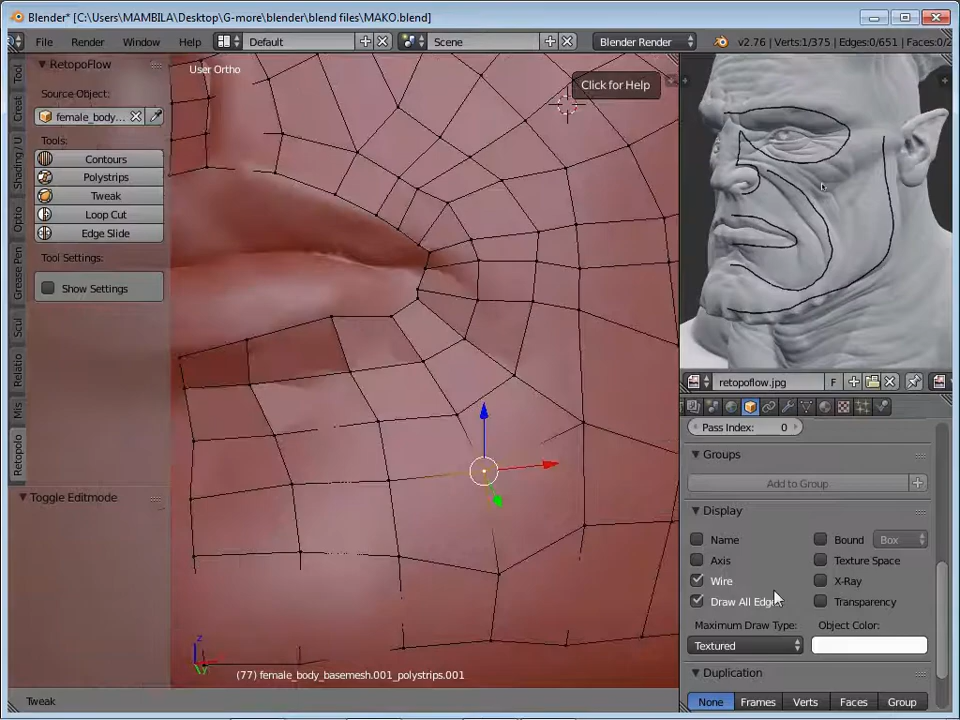 Blender* [C:\Users\MAMBILA\Desktop\G-more\blender\blend files\MAKO.blend]
File Render Window Help Default Scene Blender Render v2.76 | Verts:1/375 | Edges:0/651 | Faces:0/2
RetopoFlow
User Ortho
Click for Help
Source Object:
female_body...
Tools:
Contours
Polystrips
Tweak
Loop Cut
Edge Slide
Tool Settings:
Show Settings
Tool
Creat
Shading / U
Optio
Grease Pen
Scul
Relatio
Mis
Retopolo
Toggle Editmode
z
y
(77) female_body_basemesh.001_polystrips.001
Tweak
retopoflow.jpg F
Pass Index: 0
Groups
Add to Group
Display
Name Bound Box
Axis Texture Space
Wire X-Ray
Draw All Edge Transparency
Maximum Draw Type: Object Color:
Textured
Duplication
None Frames Verts Faces Group